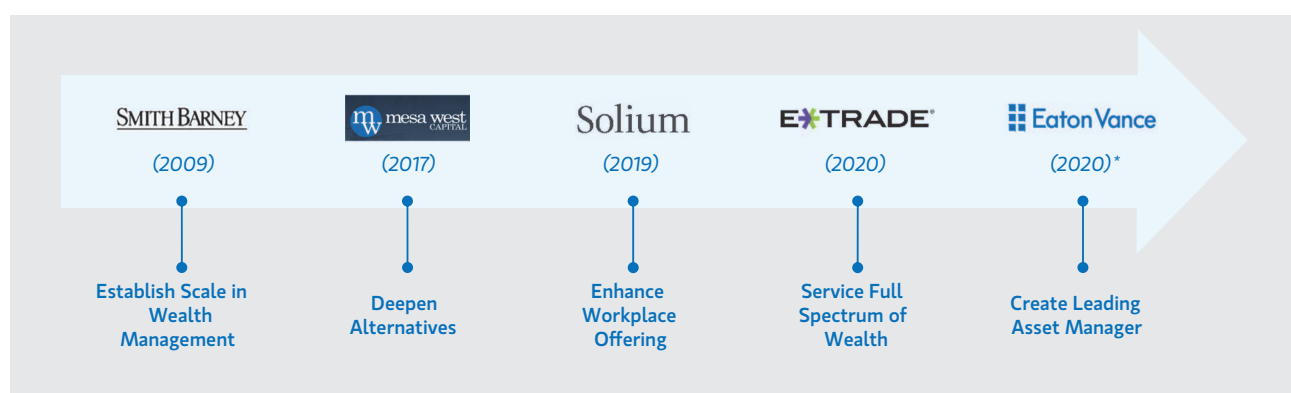 SMITH BARNEY
mw mesa west
CAPITAL
Solium
E*TRADE®
Eaton Vance
(2009)
(2017)
(2019)
(2020)
(2020)*
Establish Scale in
Wealth
Management
Deepen
Alternatives
Enhance
Workplace
Offering
Service Full
Spectrum of
Wealth
Create Leading
Asset Manager